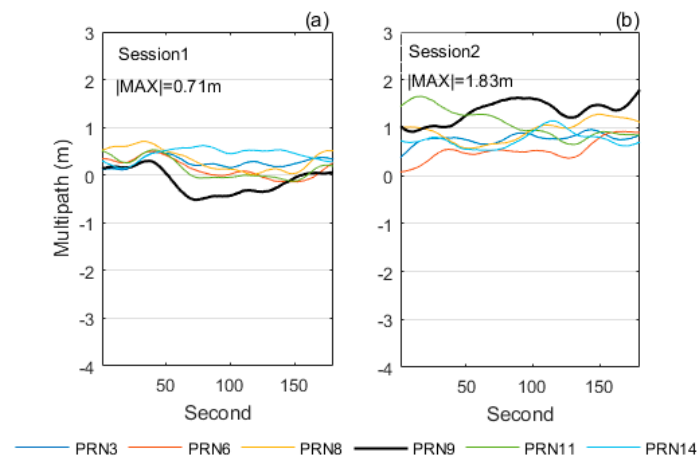 (a)
(b)
Session1
|MAX|=0.71m
Session2
|MAX|=1.83m
Multipath (m)
3
2
1
0
-1
-2
-3
-4
3
2
1
0
-1
-2
-3
-4
50 100 150
50 100 150
Second
Second
PRN3 PRN6 PRN8 PRN9 PRN11 PRN14